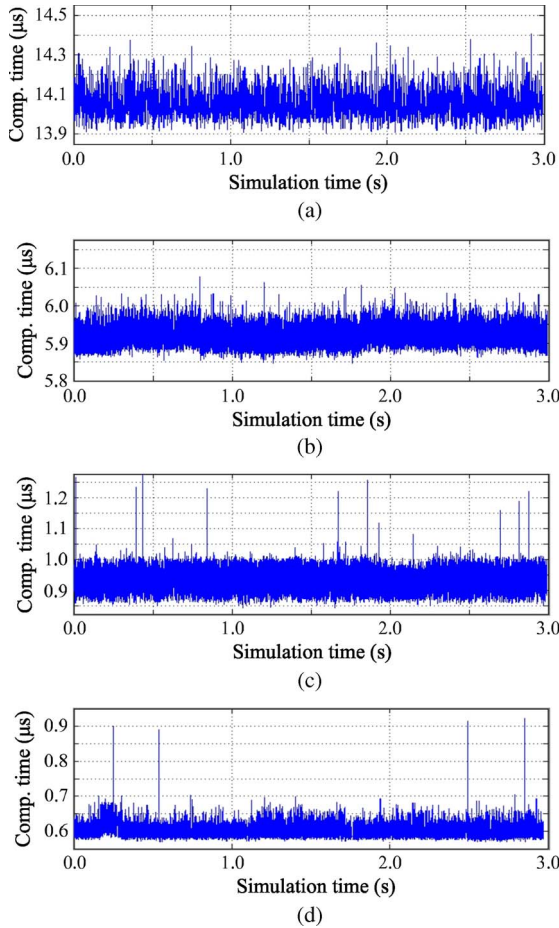 14.5
14.3
14.1
13.9
Comp. time (μs)
0.0 1.0 2.0 3.0
Simulation time (s)
(a)
6.1
6.0
5.9
5.8
Comp. time (μs)
0.0 1.0 2.0 3.0
Simulation time (s)
(b)
1.2
1.1
1.0
0.9
Comp. time (μs)
0.0 1.0 2.0 3.0
Simulation time (s)
(c)
0.9
0.8
0.7
0.6
Comp. time (μs)
0.0 1.0 2.0 3.0
Simulation time (s)
(d)